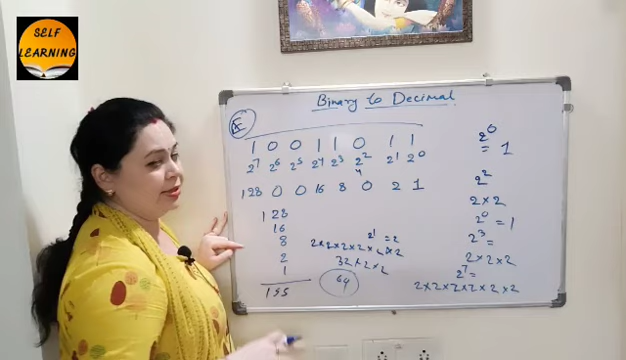 SELF
LEARNING
Binary to Decimal
1 0 0 1 1 0 1 1
2⁷ 2⁶ 2⁵ 2⁴ 2³ 2² 2¹ 2⁰
4
128 0 0 16 8 0 2 1
128
16
8
2
1
155
2¹ = 2
2×2×2×2×2×2
32×2×2
64
2⁰
= 1
2²
2×2
2⁰ = 1
2³ =
2×2×2
2⁷ =
2×2×2×2×2×2